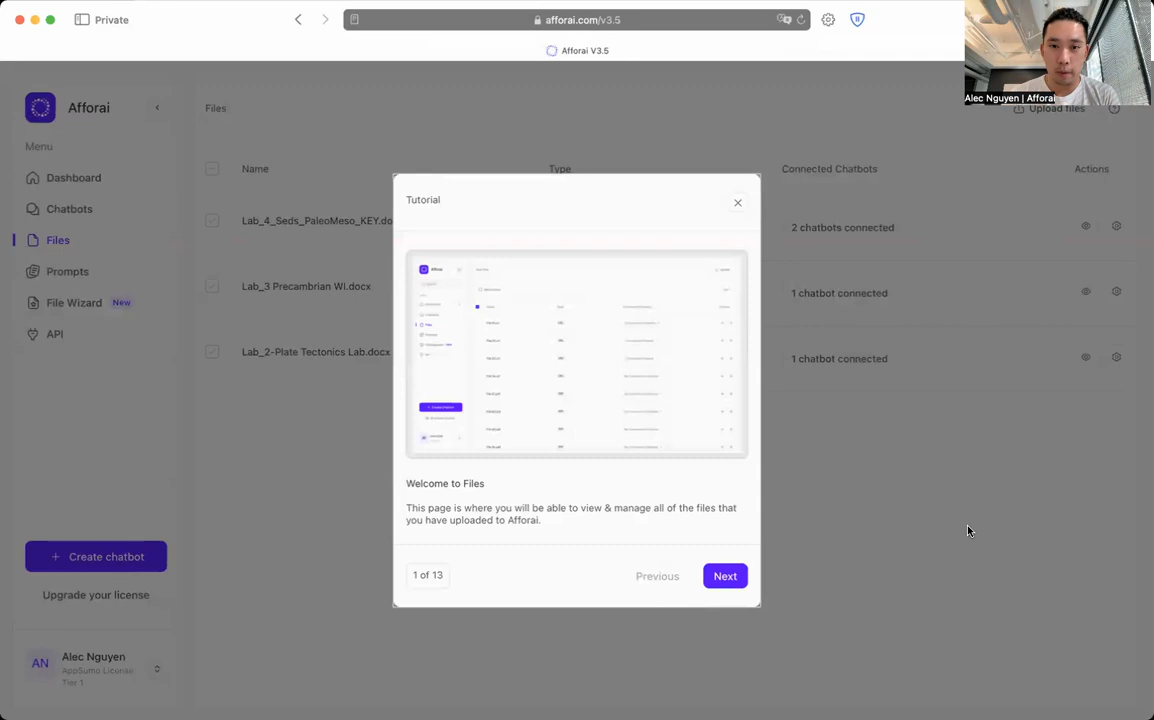 Private
afforai.com/v3.5
Afforai V3.5
Alec Nguyen | Afforai
Afforai
Menu
Dashboard
Chatbots
Files
Prompts
File Wizard New
API
+ Create chatbot
Upgrade your license
AN
Alec Nguyen
AppSumo License
Tier 1
Files
Upload files
Name
Type
Connected Chatbots
Actions
Lab_4_Seds_PaleoMeso_KEY.do
2 chatbots connected
Lab_3 Precambrian WI.docx
1 chatbot connected
Lab_2-Plate Tectonics Lab.docx
1 chatbot connected
Tutorial
Afforai
Welcome to Files
This page is where you will be able to view & manage all of the files that
you have uploaded to Afforai.
1 of 13
Previous
Next